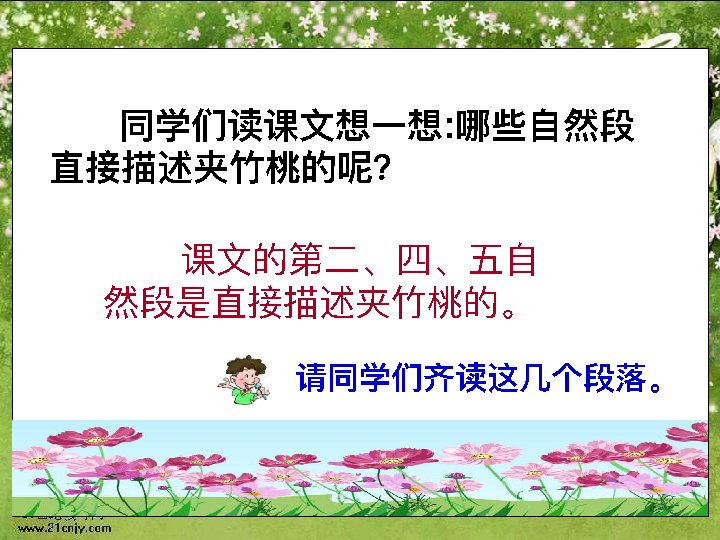 同学们读课文想一想:哪些自然段
直接描述夹竹桃的呢?
课文的第二、四、五自
然段是直接描述夹竹桃的。
请同学们齐读这几个段落。
www.21cnjy.com